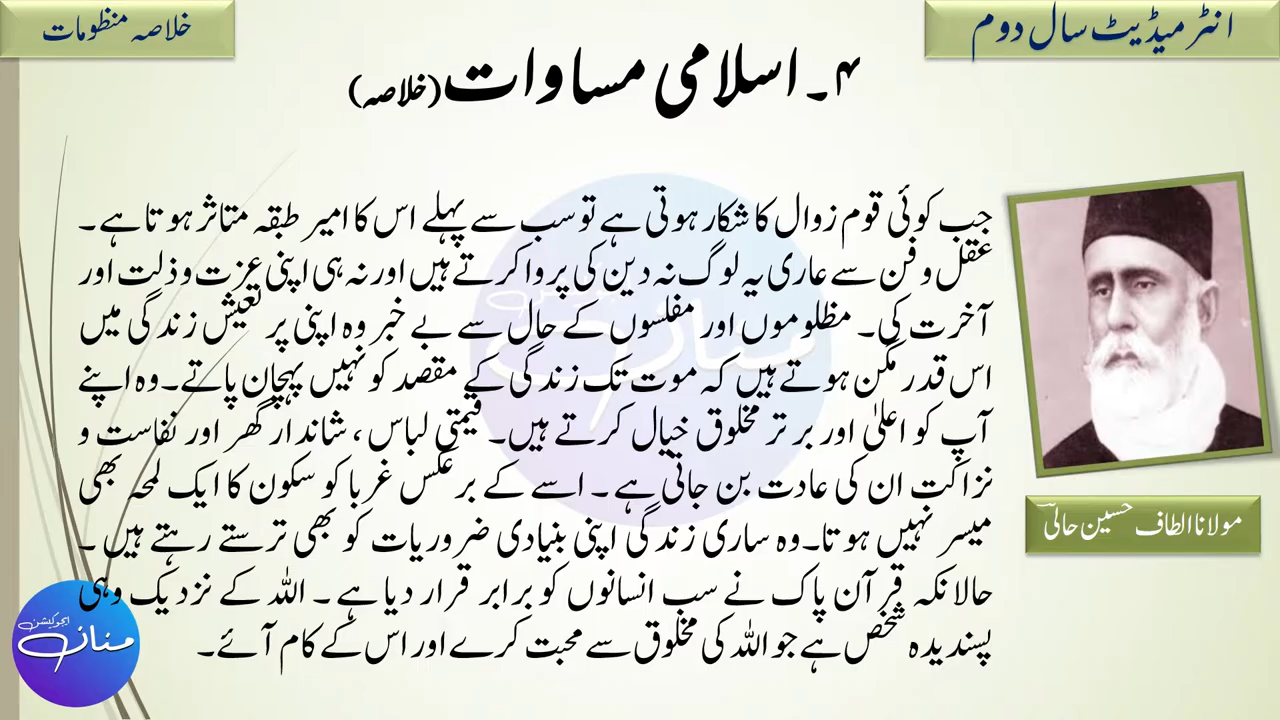 انٹر میڈیٹ سال دوم
خلاصہ منظومات
۴۔ اسلامی مساوات (خلاصہ)
جب کوئی قوم زوال کا شکار ہوتی ہے تو سب سے پہلے اس کا امیر طبقہ متاثر ہوتا ہے۔
عقل و فن سے عاری یہ لوگ نہ دین کی پروا کرتے ہیں اور نہ ہی اپنی عزت و ذلت اور
آخرت کی۔ مظلوموں اور مفلسوں کے حال سے بے خبر وہ اپنی پر تعیش زندگی میں
اس قدر مگن ہوتے ہیں کہ موت تک زندگی کے مقصد کو نہیں پہچان پاتے۔ وہ اپنے
آپ کو اعلیٰ اور بر تر مخلوق خیال کرتے ہیں۔ قیمتی لباس ، شاندار گھر اور نفاست و
نزاکت ان کی عادت بن جاتی ہے۔ اسے کے برعکس غربا کو سکون کا ایک لمحہ بھی
میسر نہیں ہوتا۔ وہ ساری زندگی اپنی بنیادی ضروریات کو بھی ترستے رہتے ہیں۔
حالانکہ قرآن پاک نے سب انسانوں کو برابر قرار دیا ہے۔ اللہ کے نزدیک وہی
پسندیدہ شخص ہے جو اللہ کی مخلوق سے محبت کرے اور اس کے کام آئے۔
مولانا الطاف حسین حالیؔ
ایجوکیشن
منان